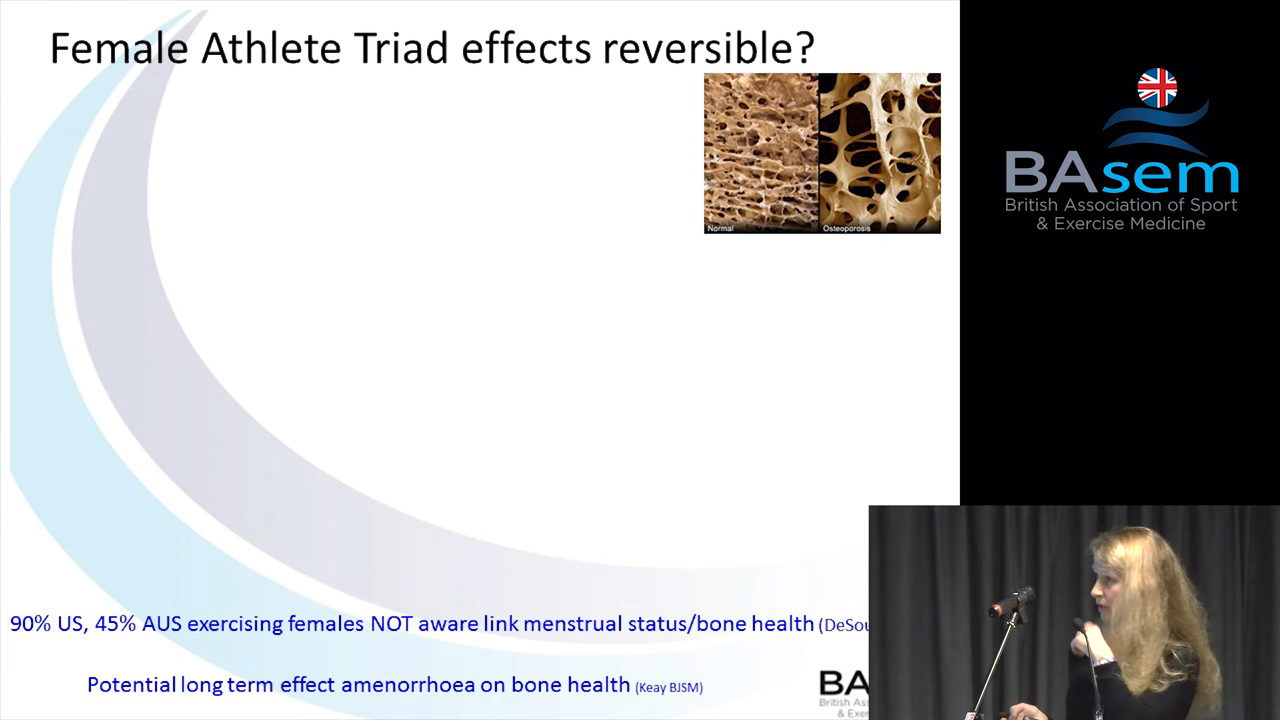 Female Athlete Triad effects reversible?
Normal
Osteoporosis
BAsem
British Association of Sport
& Exercise Medicine
90% US, 45% AUS exercising females NOT aware link menstrual status/bone health
Potential long term effect amenorrhoea on bone health (Keay BJSM)
BA
British
& Exer